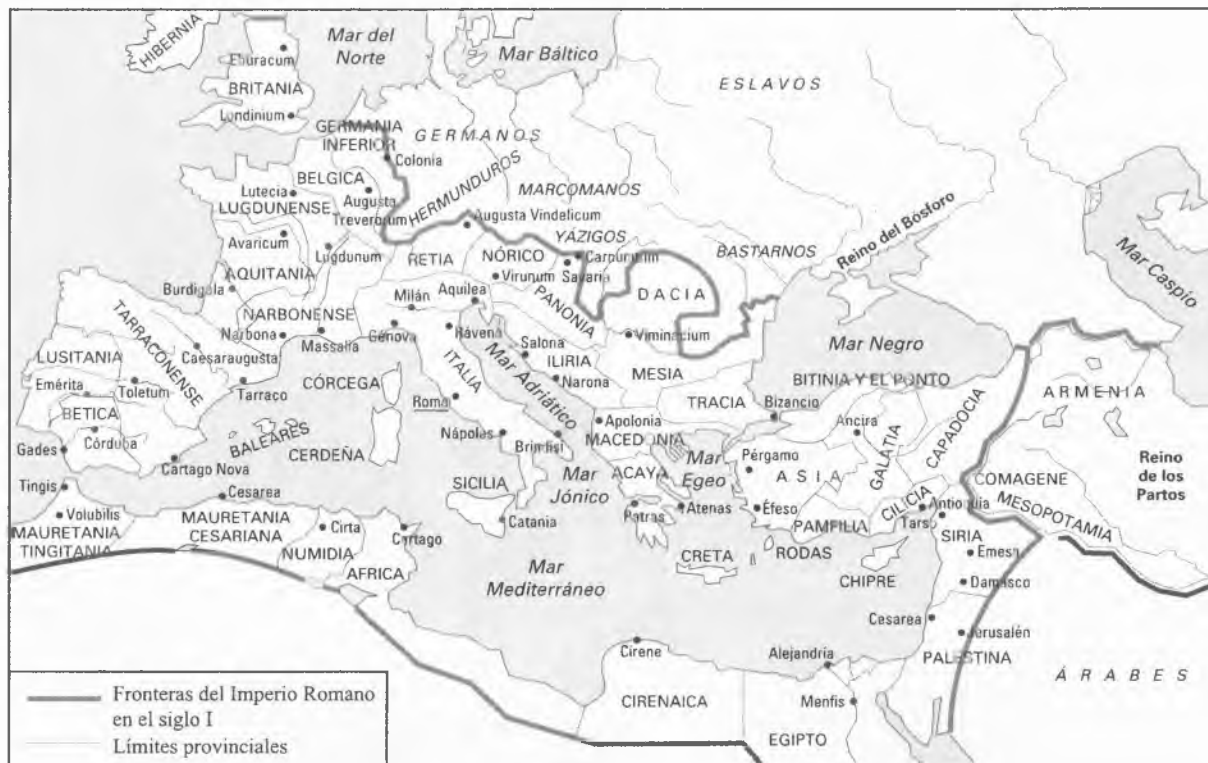 HIBERNIA
Mar del
Norte
Mar Báltico
Eburacum
BRITANIA
Londinium
ESLAVOS
GERMANIA
INFERIOR
GERMANOS
Colonia
BELGICA
HERMUNDUROS
MARCOMANOS
Lutecia
LUGDUNENSE
Augusta
Treverorum
Augusta Vindelicum
YÁZIGOS
BASTARNOS
Reino del Bósforo
Mar Caspío
Avaricum
Lugdunum
RETIA
NÓRICO
Carnuntum
Virunum
Savaria
AQUITANIA
Burdigala
DACIA
Milán
Aquilea
PANONIA
NARBONENSE
Narbona
Massalia
Génova
Rávena
Viminacium
TARRACONENSE
Caesaraugusta
Salona
ILIRIA
MESIA
Mar Negro
LUSITANIA
CÓRCEGA
ITALIA
Mar Adriático
Narona
BITINIA Y EL PONTO
ARMENIA
Emérita
Toletum
Tarraco
Roma
TRACIA
Bizancio
BETICA
BALEARES
Apolonia
MACEDONIA
Ancira
GALATIA
CAPADOCIA
Córduba
CERDEÑA
Nápoles
Brindisi
Pérgamo
Reino
de los
Partos
Gades
Cartago Nova
Mar
Jónico
ACAYA
Mar
Egeo
ASIA
COMAGENE
Tingis
Cesarea
SICILIA
Patras
Atenas
Éfeso
CILICIA
Antioquía
MESOPOTAMIA
Volubilis
MAURETANIA
TINGITANIA
MAURETANIA
CESARIANA
Cirta
NUMIDIA
Cartago
AFRICA
Catania
PAMFILIA
Tarso
SIRIA
Emesa
CRETA
RODAS
CHIPRE
Damasco
Mar
Mediterráneo
Cesarea
Jerusalén
PALESTINA
Cirene
Alejandría
CIRENAICA
Menfis
EGIPTO
ÁRABES
Fronteras del Imperio Romano
en el siglo I
Límites provinciales